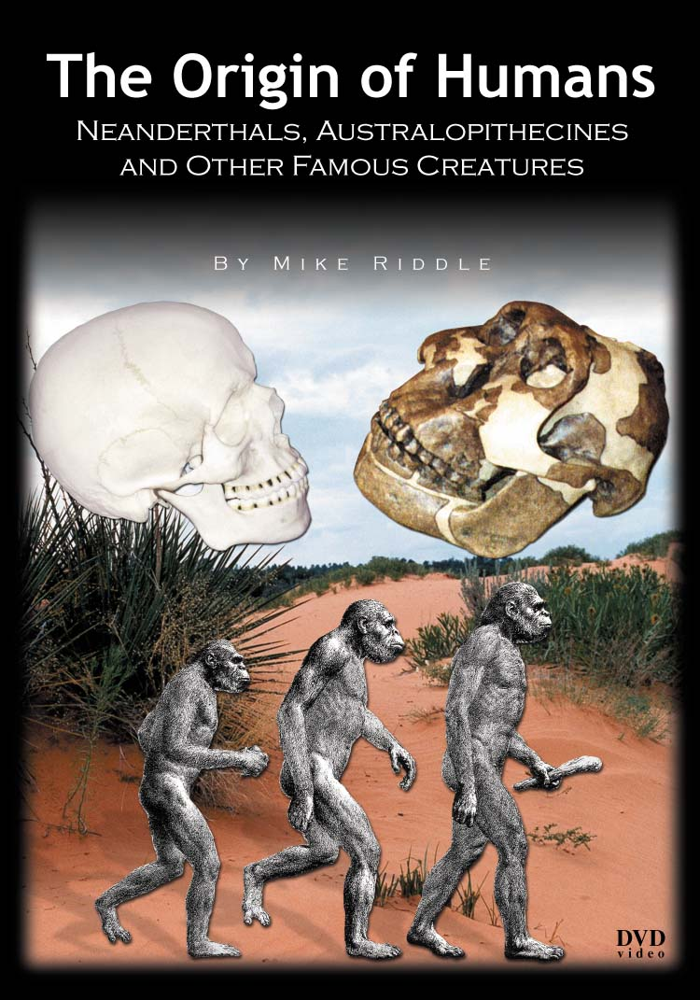 The Origin of Humans
NEANDERTHALS, AUSTRALOPITHECINES
AND OTHER FAMOUS CREATURES
BY MIKE RIDDLE
DVD
video